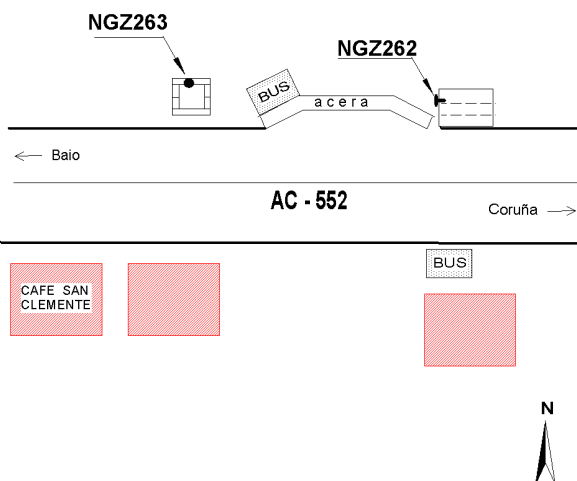 NGZ263
NGZ262
BUS
acera
Baio
AC - 552
Coruña
BUS
CAFE SAN
CLEMENTE
N